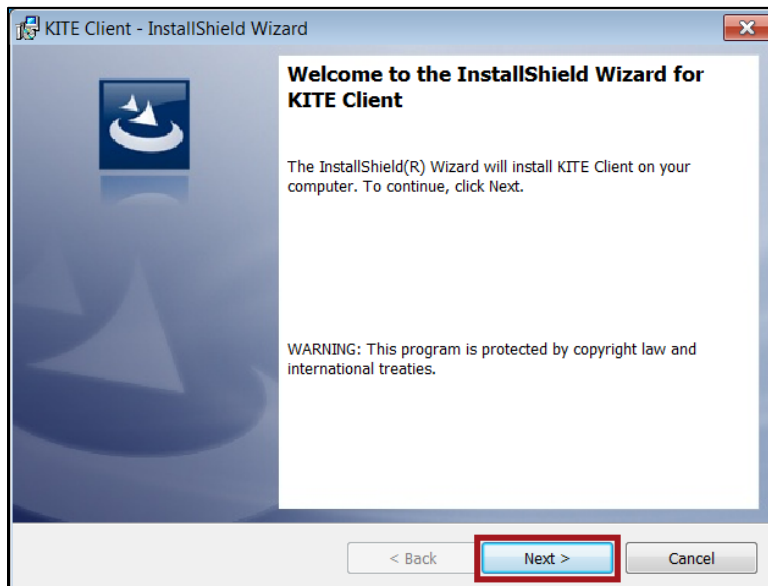 KITE Client - InstallShield Wizard
Welcome to the InstallShield Wizard for
KITE Client
The InstallShield(R) Wizard will install KITE Client on your
computer. To continue, click Next.
WARNING: This program is protected by copyright law and
international treaties.
< Back
Next >
Cancel